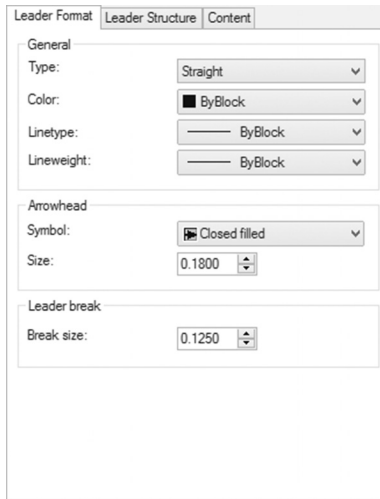 Leader Format Leader Structure Content
General
Type: Straight
Color: ByBlock
Linetype: ByBlock
Lineweight: ByBlock
Arrowhead
Symbol: Closed filled
Size: 0.1800
Leader break
Break size: 0.1250